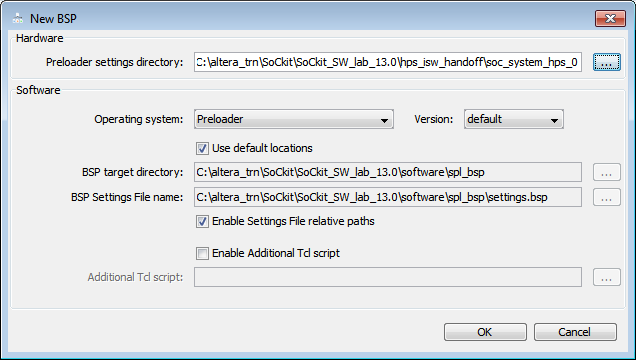 New BSP
Hardware
Preloader settings directory: C:\altera_trn\SoCkit\SoCkit_SW_lab_13.0\hps_isw_handoff\soc_system_hps_0 ...
Software
Operating system: Preloader Version: default
Use default locations
BSP target directory: C:\altera_trn\SoCkit\SoCkit_SW_lab_13.0\software\spl_bsp ...
BSP Settings File name: C:\altera_trn\SoCkit\SoCkit_SW_lab_13.0\software\spl_bsp\settings.bsp ...
Enable Settings File relative paths
Enable Additional Tcl script
Additional Tcl script: ...
OK Cancel